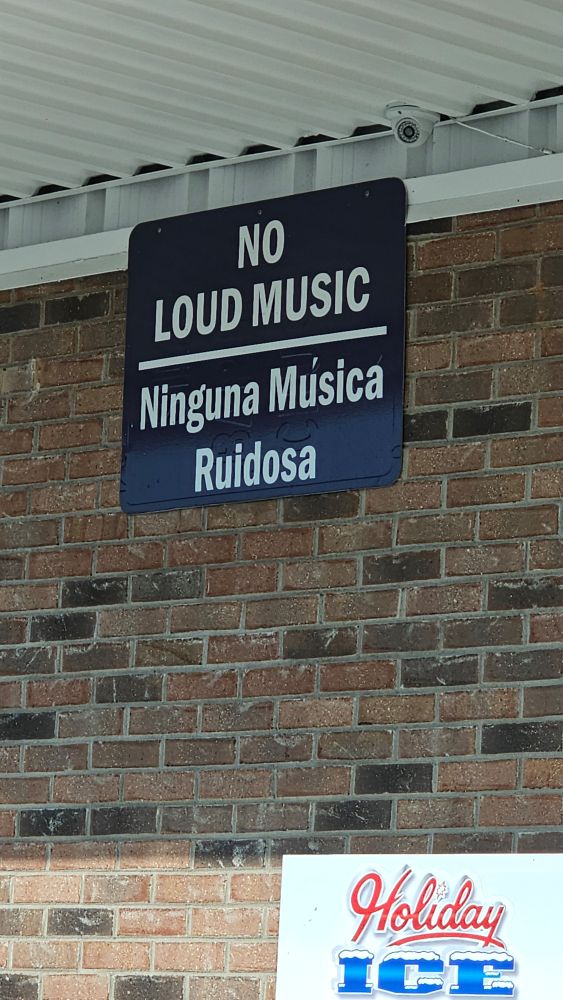 NO
LOUD MUSIC
Ninguna Música
Ruidosa
Holiday
ICE